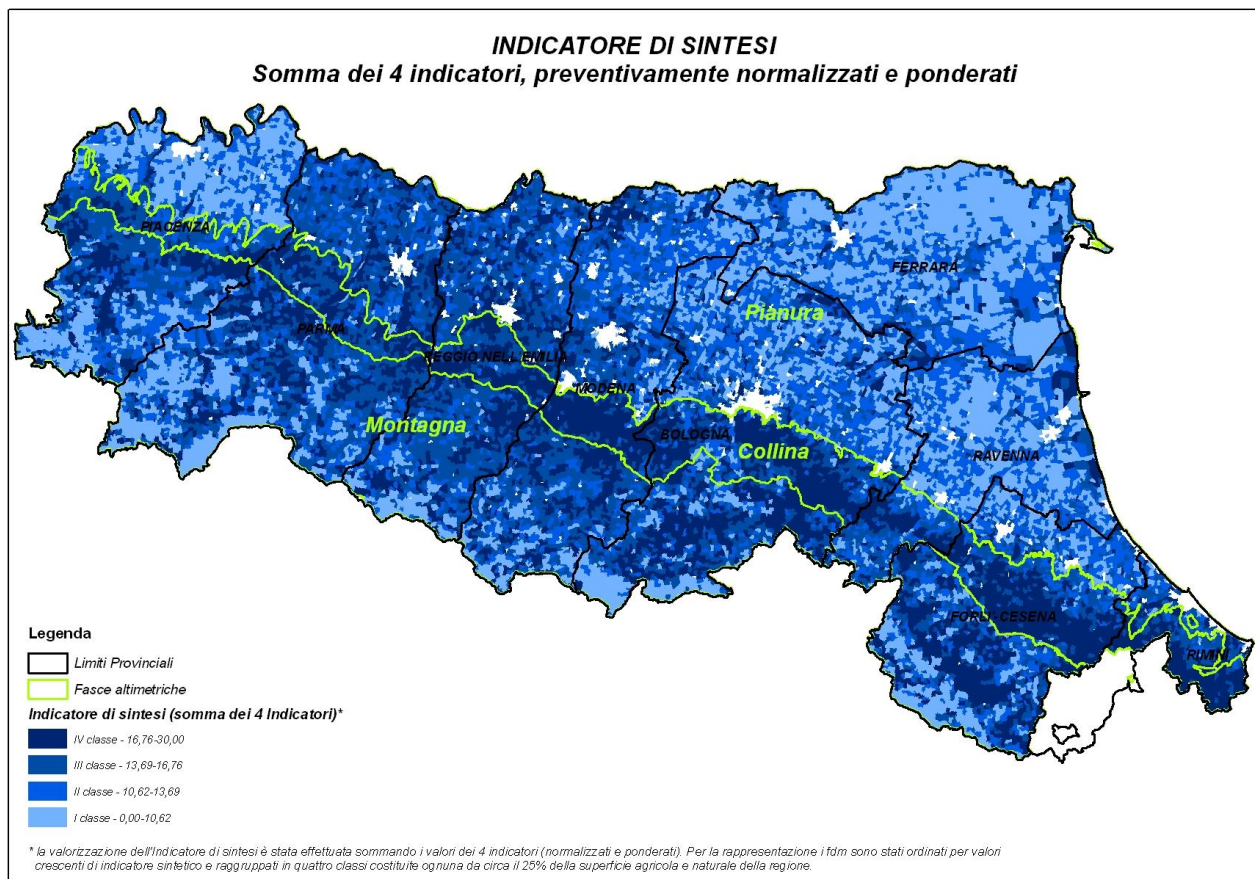 INDICATORE DI SINTESI
Somma dei 4 indicatori, preventivamente normalizzati e ponderati
PIACENZA
FERRARA
Pianura
PARMA
REGGIO NELL'EMILIA
MODENA
Montagna
BOLOGNA
Collina
RAVENNA
FORLI-CESENA
RIMINI
Legenda
Limiti Provinciali
Fasce altimetriche
Indicatore di sintesi (somma dei 4 Indicatori)*
IV classe - 16,76-30,00
III classe - 13,69-16,76
II classe - 10,62-13,69
I classe - 0,00-10,62
* la valorizzazione dell'Indicatore di sintesi è stata effettuata sommando i valori dei 4 indicatori (normalizzati e ponderati). Per la rappresentazione i fdm sono stati ordinati per valori
crescenti di indicatore sintetico e raggruppati in quattro classi costituite ognuna da circa il 25% della superficie agricola e naturale della regione.